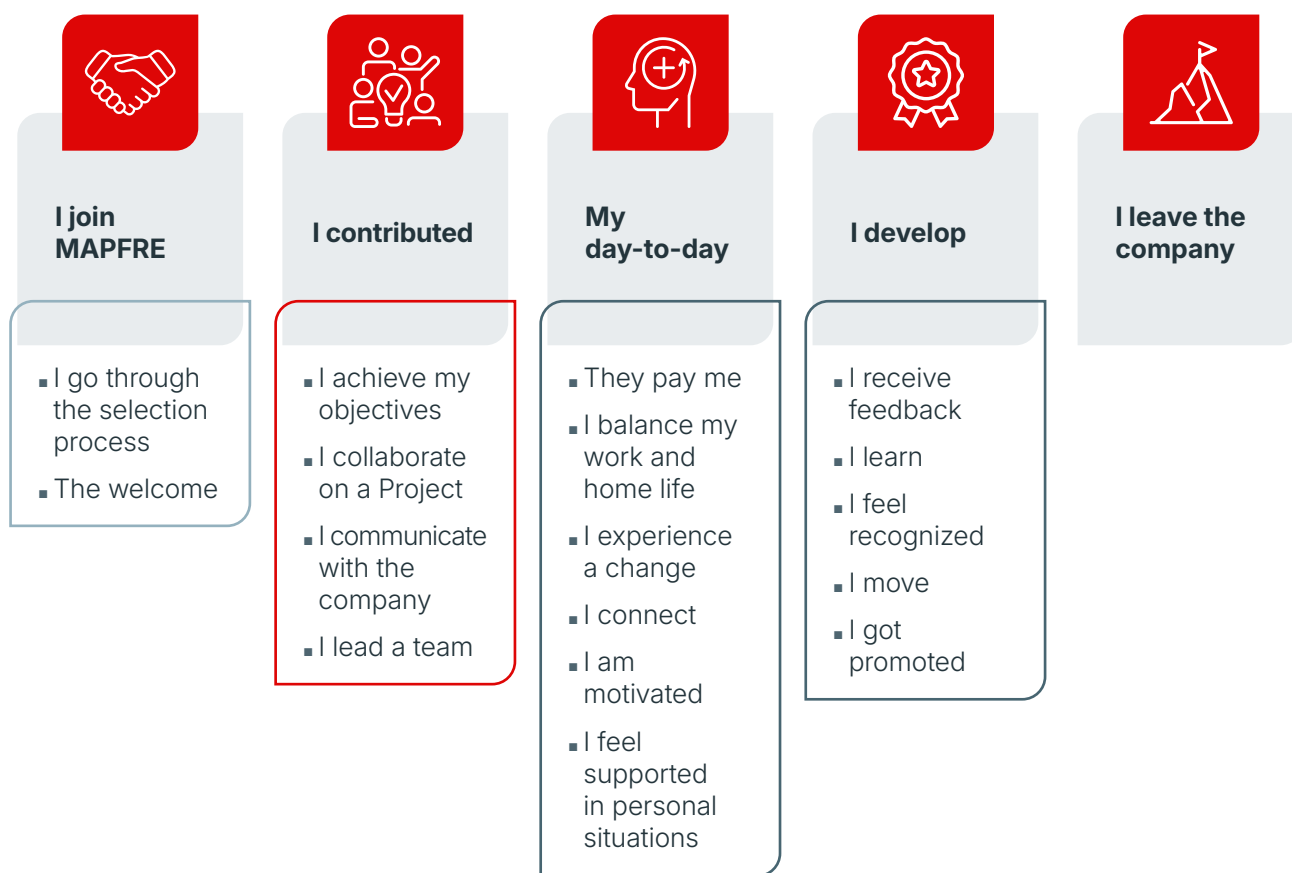 I join
MAPFRE
▪ I go through
the selection
process
▪ The welcome
I contributed
▪ I achieve my
objectives
▪ I collaborate
on a Project
▪ I communicate
with the
company
▪ I lead a team
My
day-to-day
▪ They pay me
▪ I balance my
work and
home life
▪ I experience
a change
▪ I connect
▪ I am
motivated
▪ I feel
supported
in personal
situations
I develop
▪ I receive
feedback
▪ I learn
▪ I feel
recognized
▪ I move
▪ I got
promoted
I leave the
company